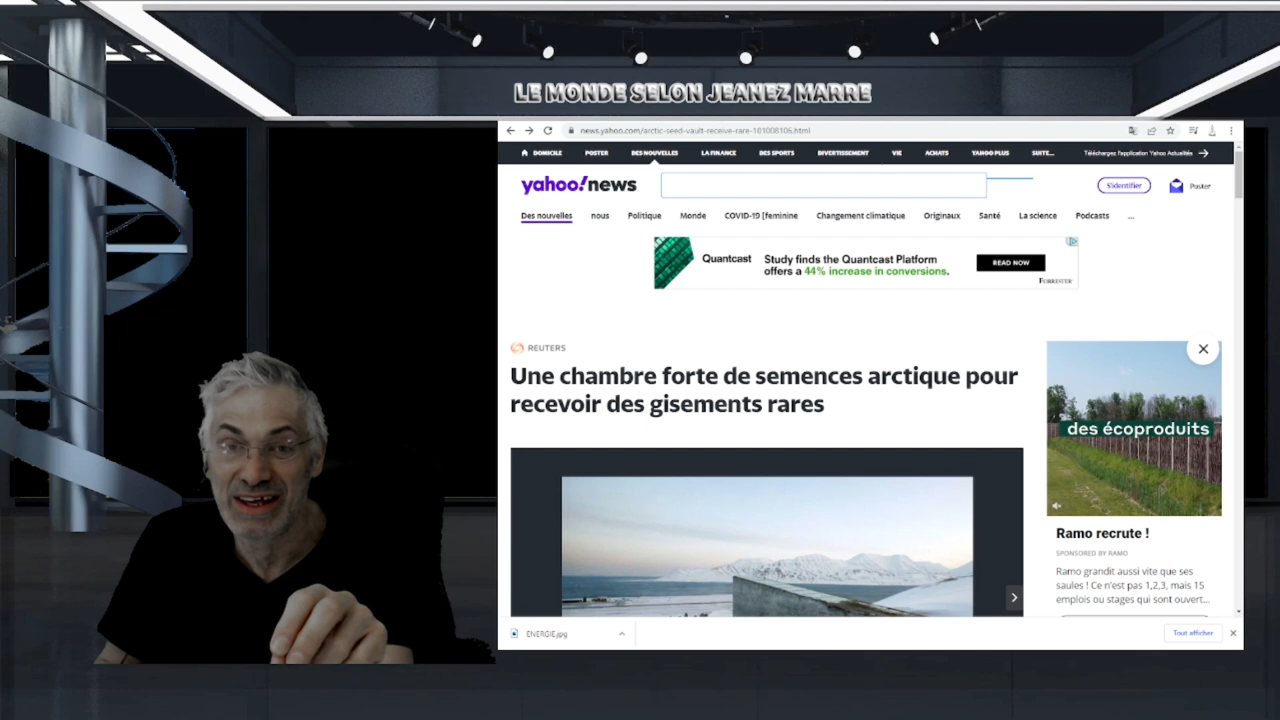 LE MONDE SELON JEANEZ MARRE
news.yahoo.com/arctic-seed-vault-receive-rare-101008106.html
DOMICILE POSTER DES NOUVELLES LA FINANCE DES SPORTS DIVERTISSEMENT VIE ACHATS YAHOO PLUS SUITE... Téléchargez l'application Yahoo Actualités
yahoo!news
S'identifier Poster
Des nouvelles nous Politique Monde COVID-19 [feminine Changement climatique Originaux Santé La science Podcasts ...
Quantcast
Study finds the Quantcast Platform
offers a 44% increase in conversions.
READ NOW
FORRESTER
REUTERS
Une chambre forte de semences arctique pour
recevoir des gisements rares
des écoproduits
Ramo recrute !
SPONSORED BY RAMO
Ramo grandit aussi vite que ses
saules ! Ce n'est pas 1,2,3, mais 15
emplois ou stages qui sont ouvert...
ENERGIE.jpg
Tout afficher